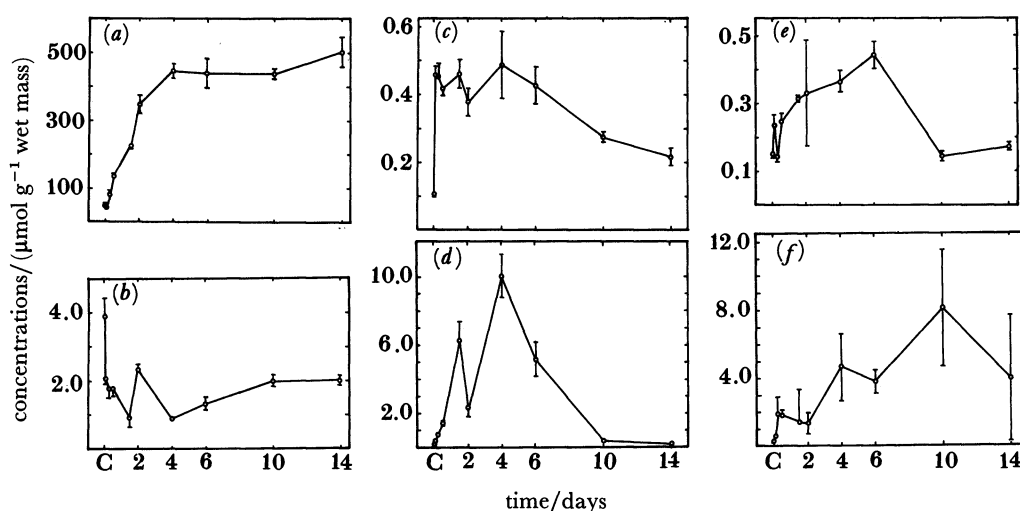 (a)
500
300
100
(b)
4.0
2.0
C 2 4 6 10 14
(c)
0.6
0.4
0.2
(d)
10.0
6.0
2.0
C 2 4 6 10 14
(e)
0.5
0.3
0.1
(f)
12.0
8.0
4.0
C 2 4 6 10 14
concentrations/(μmol g⁻¹ wet mass)
time/days